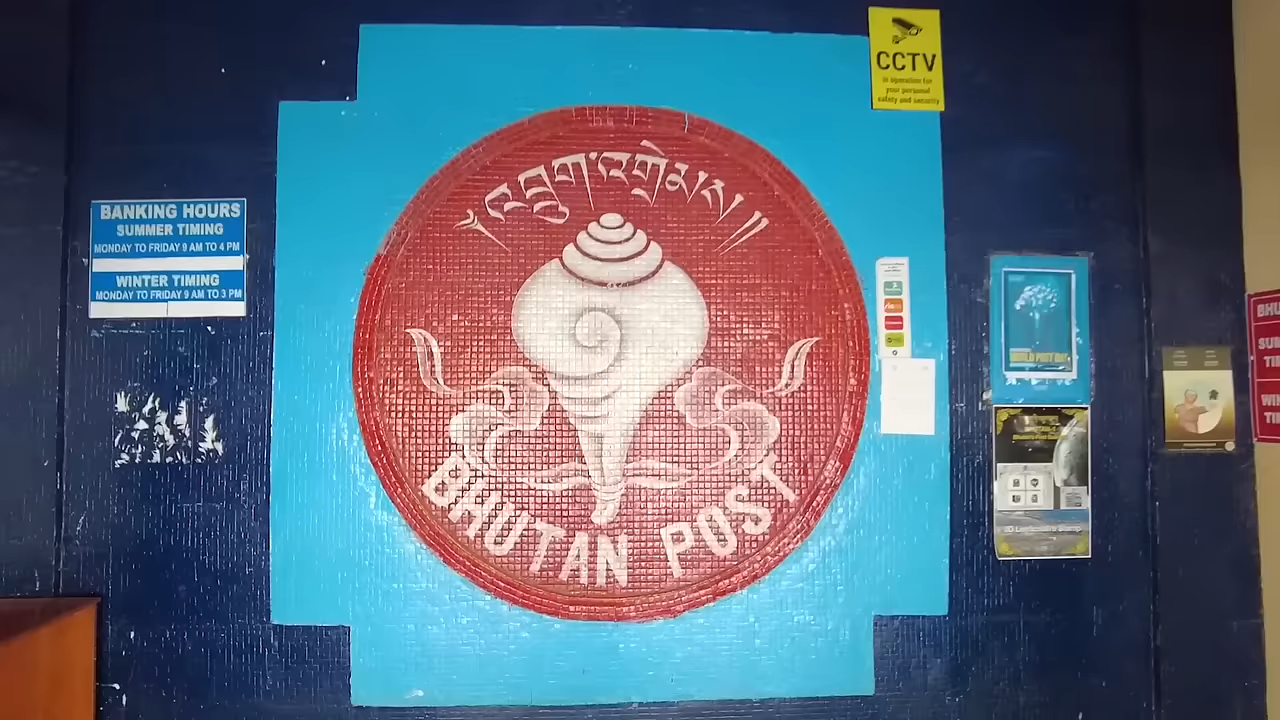 CCTV
in operation for
your personal
safety and security
འབྲུག་འགྲེམས།།
BANKING HOURS
SUMMER TIMING
MONDAY TO FRIDAY 9 AM TO 4 PM
WINTER TIMING
MONDAY TO FRIDAY 9 AM TO 3 PM
BHUTAN POST
WORLD POST DAY